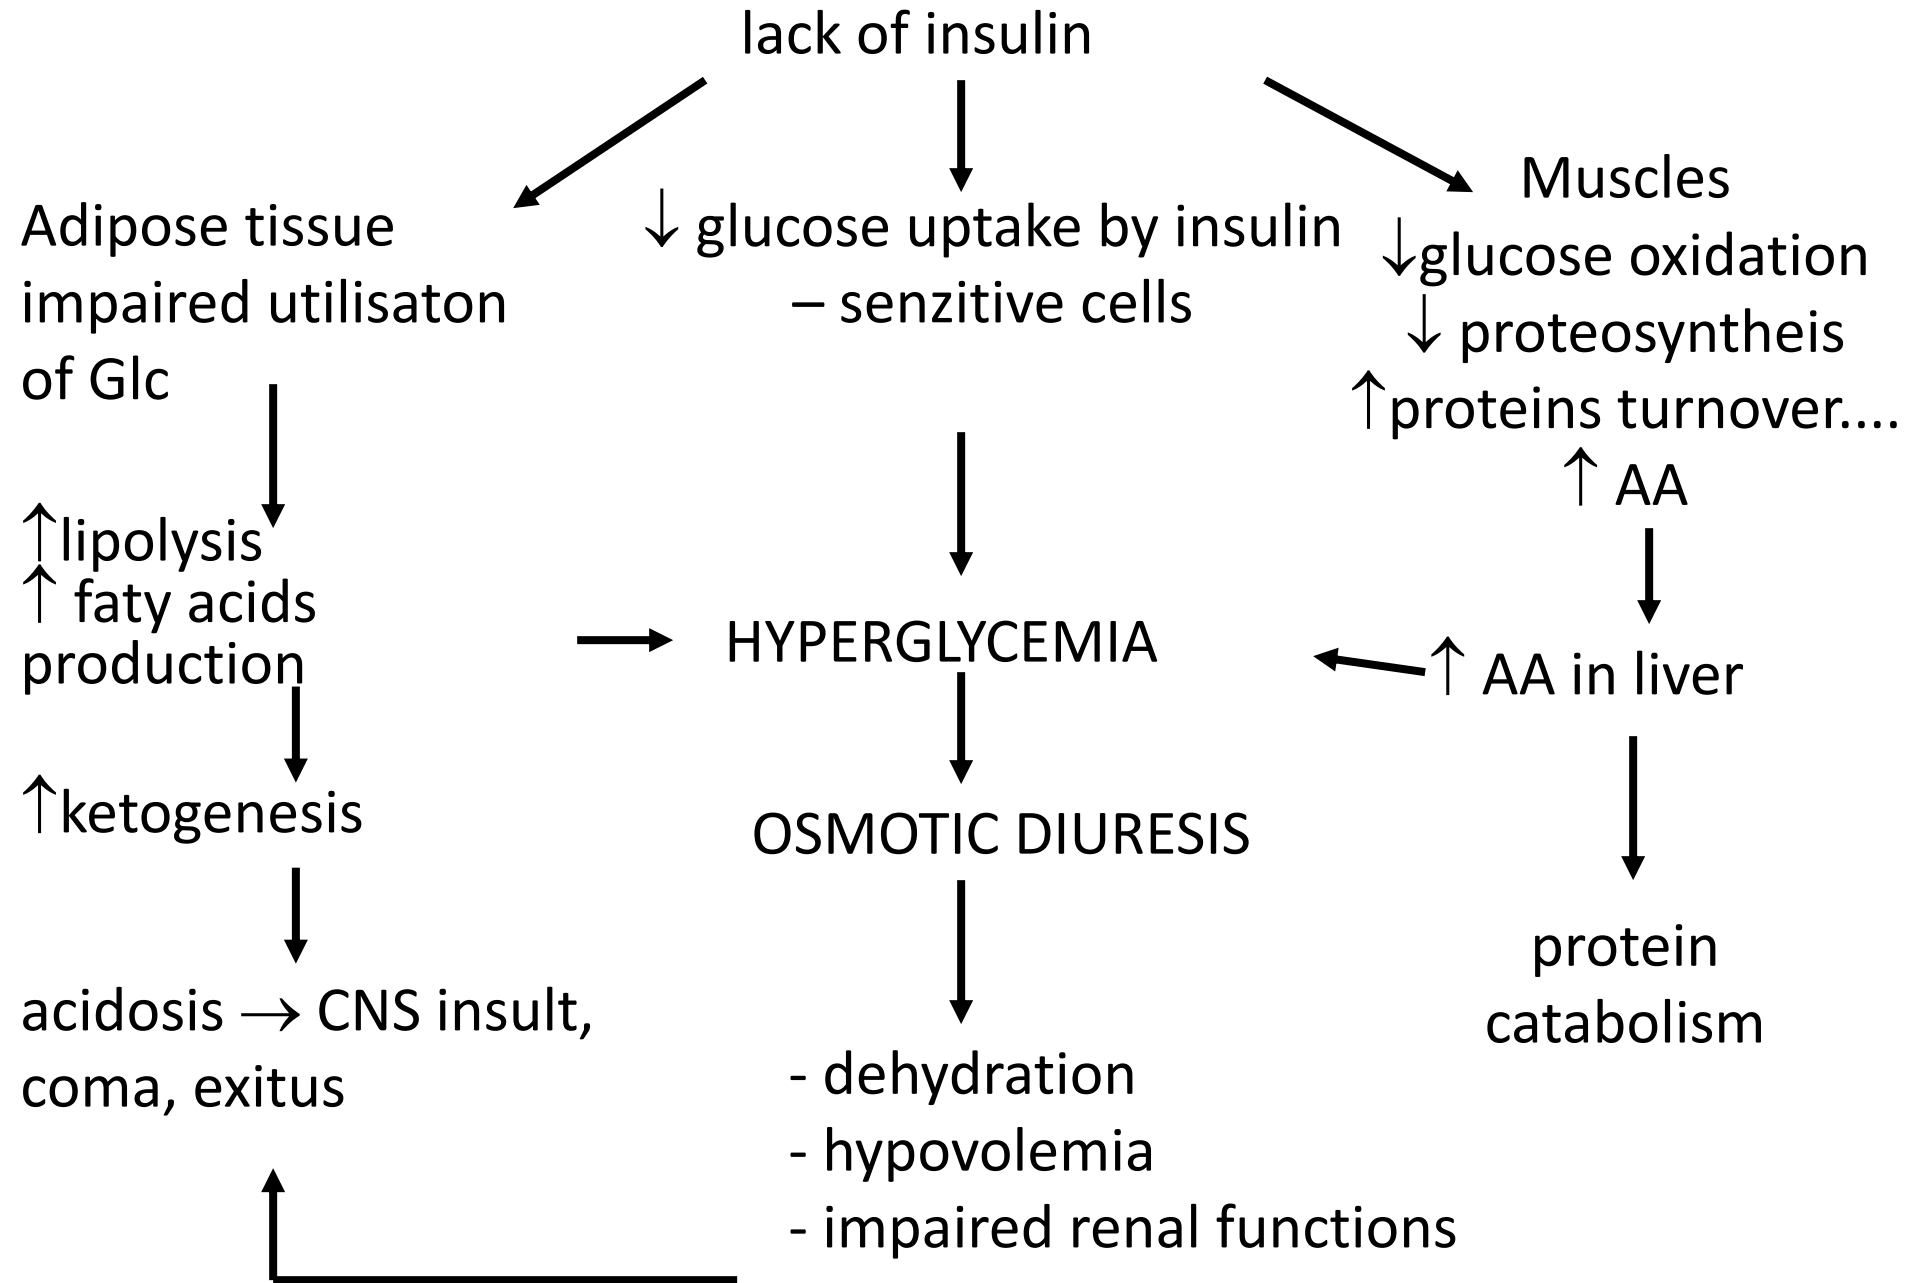 lack of insulin
Adipose tissue
impaired utilisaton
of Glc
↑lipolysis
↑ faty acids
production
↑ketogenesis
acidosis → CNS insult,
coma, exitus
↓ glucose uptake by insulin
– senzitive cells
HYPERGLYCEMIA
OSMOTIC DIURESIS
- dehydration
- hypovolemia
- impaired renal functions
Muscles
↓glucose oxidation
↓ proteosyntheis
↑proteins turnover....
↑ AA
↑ AA in liver
protein
catabolism